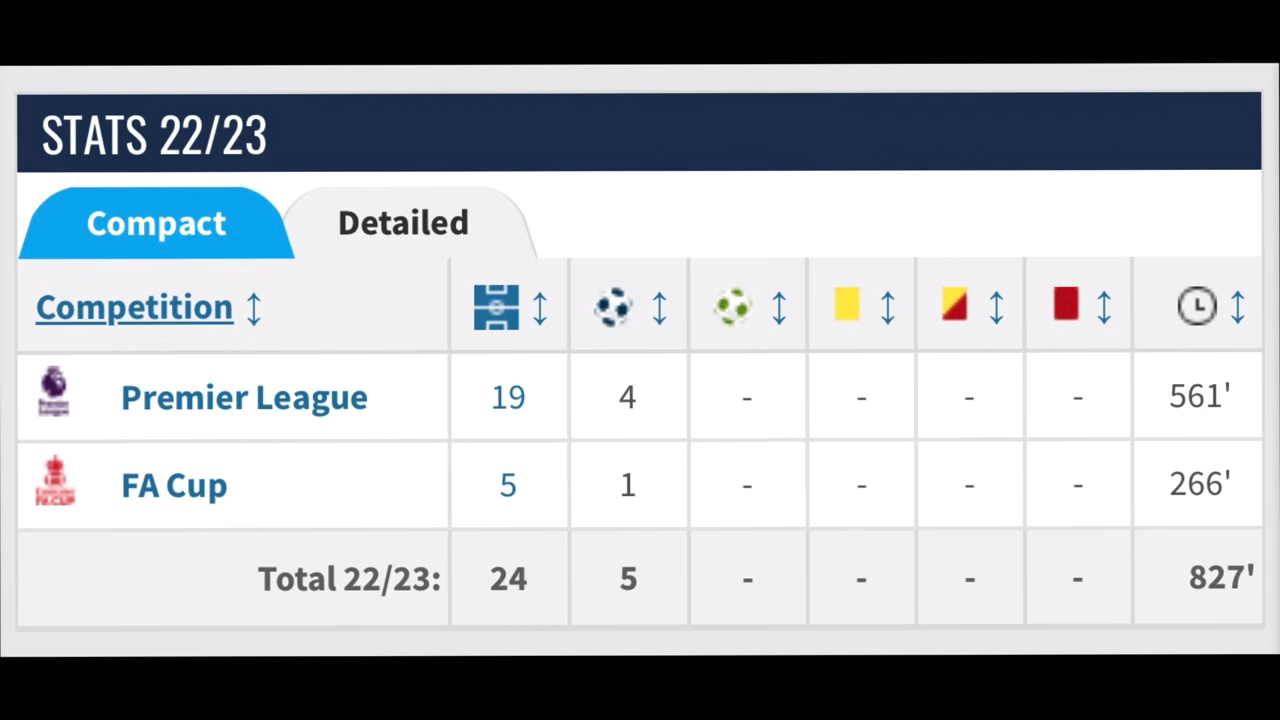 STATS 22/23
Compact Detailed
Competition
Premier League 19 4 - - - - 561'
FA Cup 5 1 - - - - 266'
Total 22/23: 24 5 - - - - 827'